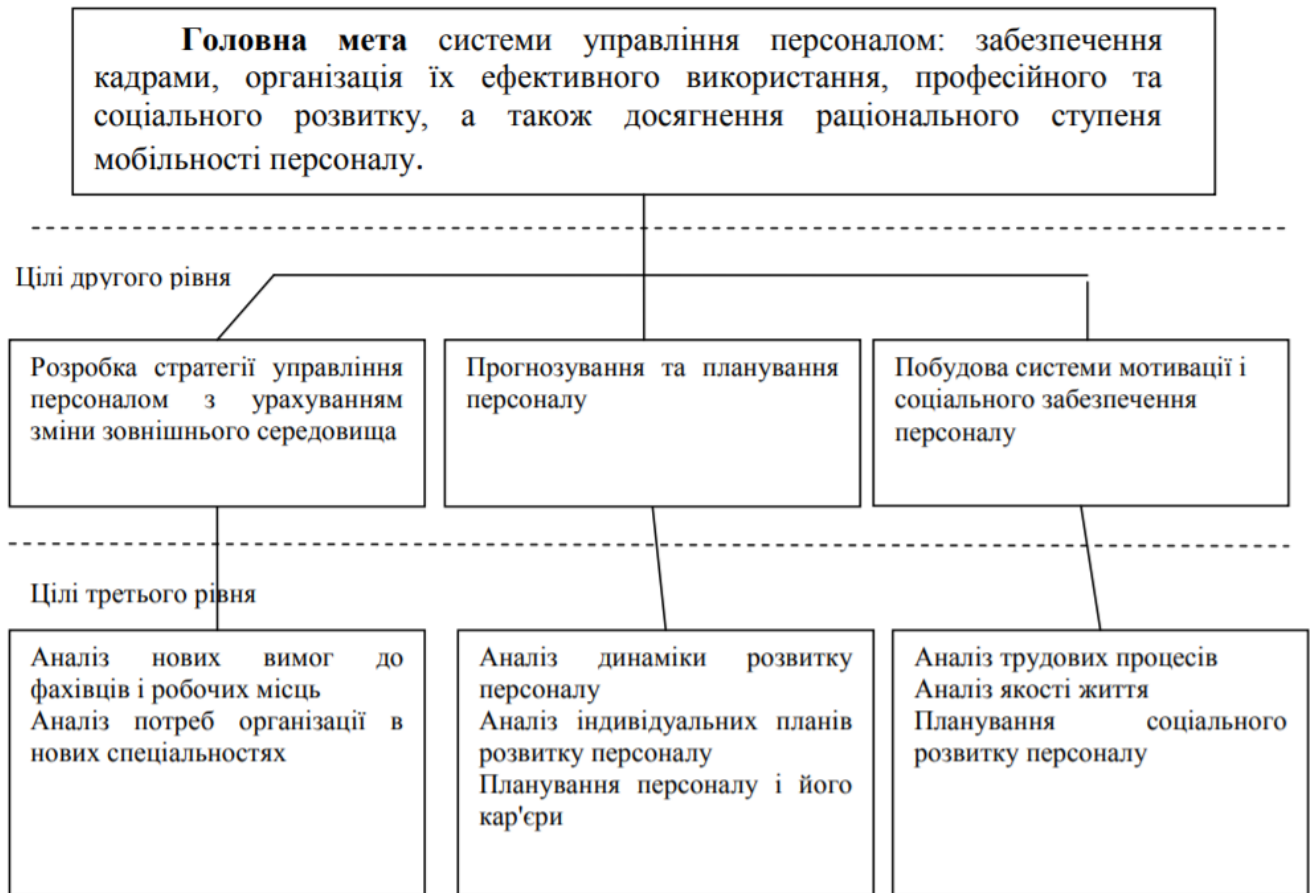 Головна мета системи управління персоналом: забезпечення
кадрами, організація їх ефективного використання, професійного та
соціального розвитку, а також досягнення раціонального ступеня
мобільності персоналу.
Цілі другого рівня
Розробка стратегії управління
персоналом з урахуванням
зміни зовнішнього середовища
Прогнозування та планування
персоналу
Побудова системи мотивації і
соціального забезпечення
персоналу
Цілі третього рівня
Аналіз нових вимог до
фахівців і робочих місць
Аналіз потреб організації в
нових спеціальностях
Аналіз динаміки розвитку
персоналу
Аналіз індивідуальних планів
розвитку персоналу
Планування персоналу і його
кар'єри
Аналіз трудових процесів
Аналіз якості життя
Планування соціального
розвитку персоналу